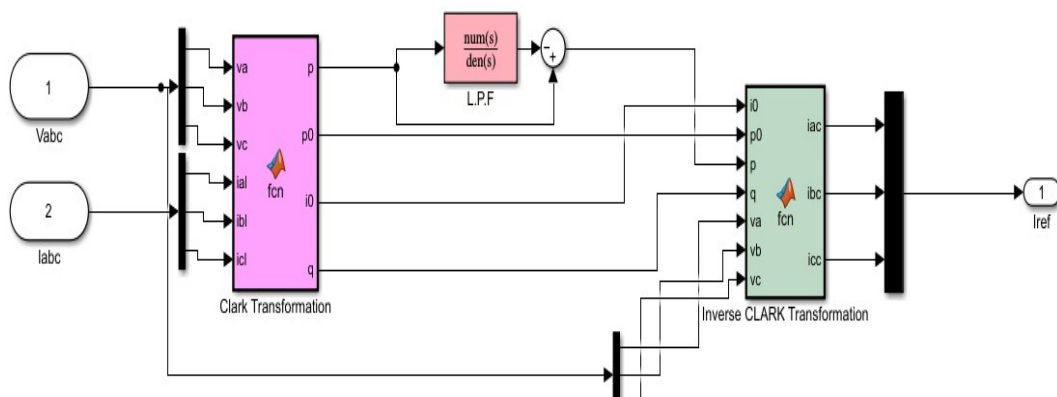 num(s)
den(s)
L.P.F
−
+
1
Vabc
2
Iabc
va
vb
vc
ial
ibl
icl
fcn
p
p0
i0
q
Clark Transformation
i0
p0
p
q
va
vb
vc
fcn
iac
ibc
icc
Inverse CLARK Transformation
1
Iref